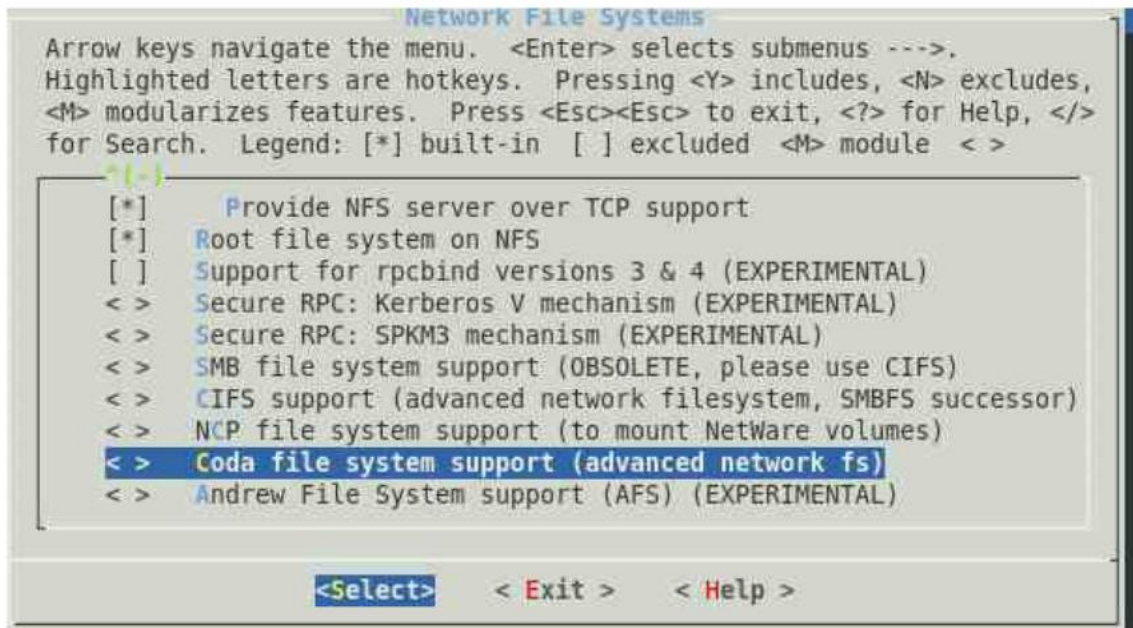 Network File Systems
Arrow keys navigate the menu.  <Enter> selects submenus --->.
Highlighted letters are hotkeys.  Pressing <Y> includes, <N> excludes,
<M> modularizes features.  Press <Esc><Esc> to exit, <?> for Help, </>
for Search.  Legend: [*] built-in  [ ] excluded  <M> module  < >
^(-)
[*]     Provide NFS server over TCP support
[*]   Root file system on NFS
[ ]   Support for rpcbind versions 3 & 4 (EXPERIMENTAL)
< >   Secure RPC: Kerberos V mechanism (EXPERIMENTAL)
< >   Secure RPC: SPKM3 mechanism (EXPERIMENTAL)
< >   SMB file system support (OBSOLETE, please use CIFS)
< >   CIFS support (advanced network filesystem, SMBFS successor)
< >   NCP file system support (to mount NetWare volumes)
< >   Coda file system support (advanced network fs)
< >   Andrew File System support (AFS) (EXPERIMENTAL)
<Select>    < Exit >    < Help >